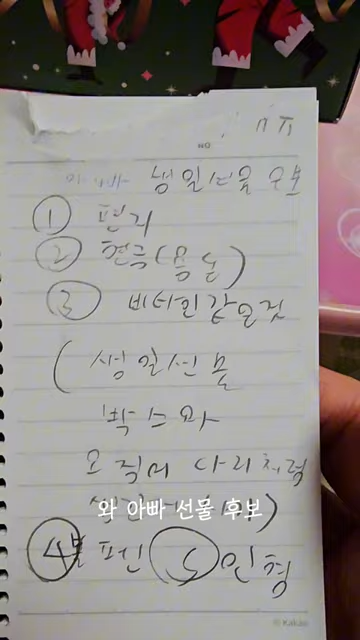 NO
아빠 생일선물 후보
① 편지
② 현금(용돈)
③ 비타민같은것
(생일선물
박스와
오징어 다리처럼
와 아빠 선물 후보
④볼펜 ⑤인형
© Kakao